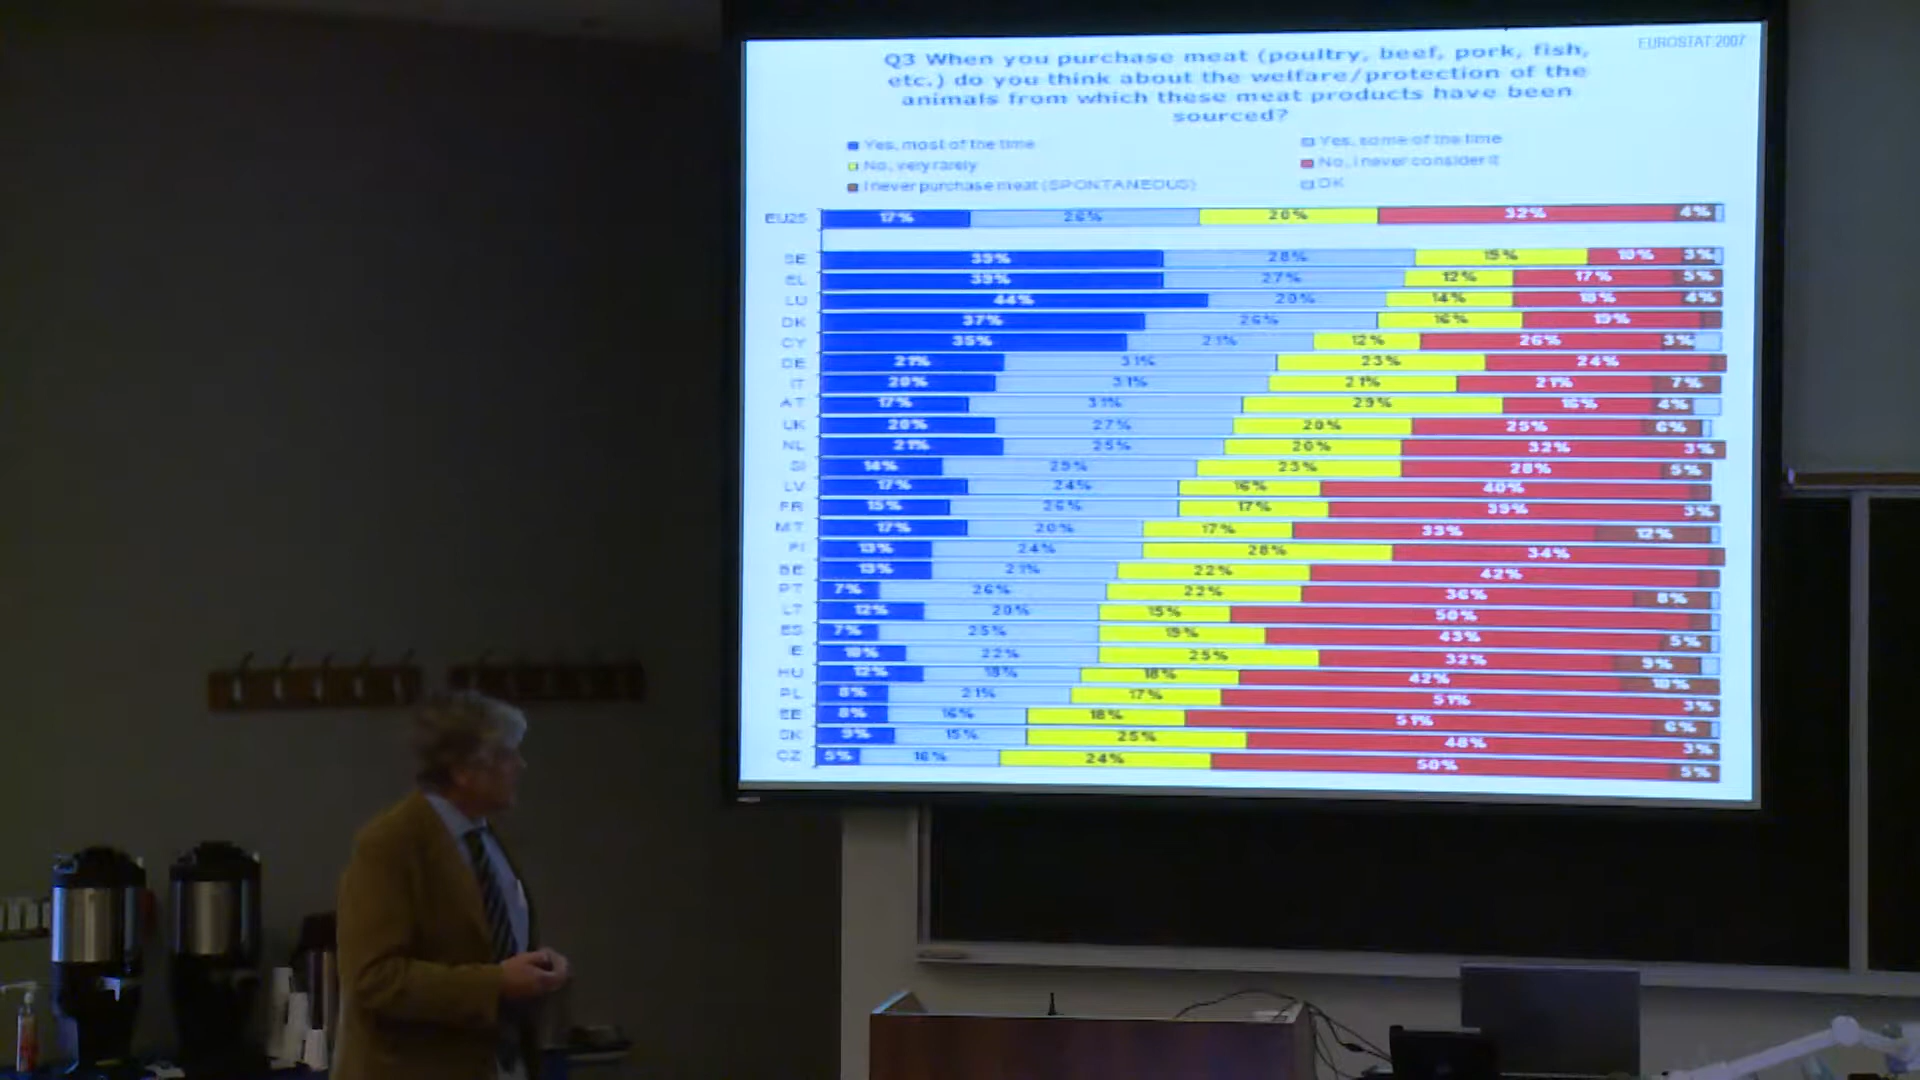 EUROSTAT 2007
Q3 When you purchase meat (poultry, beef, pork, fish,
etc.) do you think about the welfare/protection of the
animals from which these meat products have been
sourced?
Yes, most of the time
Yes, some of the time
No, very rarely
No, I never consider it
I never purchase meat (SPONTANEOUS)
DK
EU25 17% 26% 20% 32% 4%
SE 39% 28% 15% 10% 3%
EL 39% 27% 12% 17% 5%
LU 44% 20% 14% 18% 4%
DK 37% 26% 16% 19%
CY 35% 21% 12% 26% 3%
DE 21% 31% 23% 24%
IT 20% 31% 21% 21% 7%
AT 17% 31% 29% 16% 4%
UK 20% 27% 20% 25% 6%
NL 21% 25% 20% 32% 3%
SI 14% 29% 23% 28% 5%
LV 17% 24% 16% 40%
FR 15% 26% 17% 39% 3%
MT 17% 20% 17% 33% 12%
FI 13% 24% 28% 34%
BE 13% 21% 22% 42%
PT 7% 26% 22% 36% 8%
LT 12% 20% 15% 50%
ES 7% 25% 19% 43% 5%
IE 10% 22% 25% 32% 9%
HU 12% 18% 18% 42% 10%
PL 8% 21% 17% 51% 3%
EE 8% 16% 18% 51% 6%
SK 9% 15% 25% 48% 3%
CZ 5% 16% 24% 50% 5%